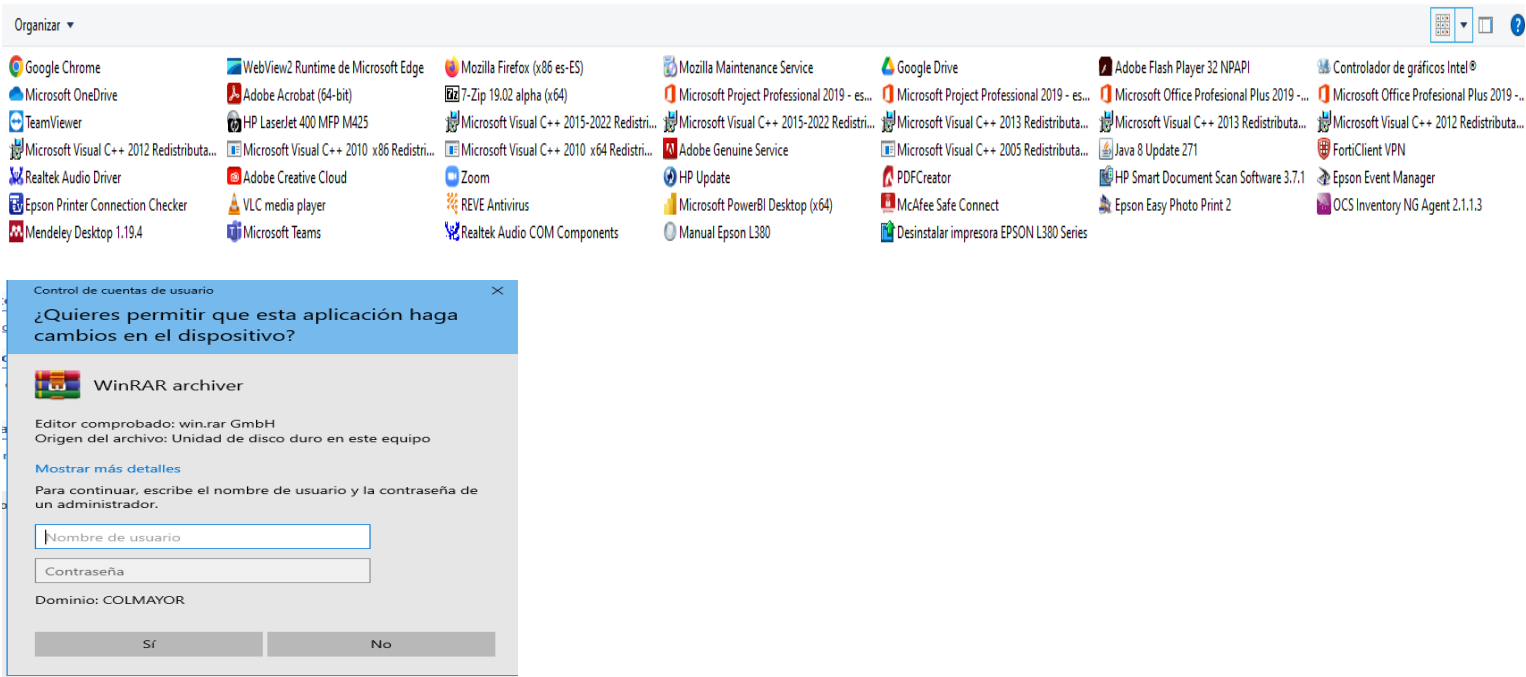 Organizar
Google Chrome WebView2 Runtime de Microsoft Edge Mozilla Firefox (x86 es-ES) Mozilla Maintenance Service Google Drive Adobe Flash Player 32 NPAPI Controlador de gráficos Intel®
Microsoft OneDrive Adobe Acrobat (64-bit) 7-Zip 19.02 alpha (x64) Microsoft Project Professional 2019 - es... Microsoft Project Professional 2019 - es... Microsoft Office Profesional Plus 2019 -... Microsoft Office Profesional Plus 2019 -...
TeamViewer HP LaserJet 400 MFP M425 Microsoft Visual C++ 2015-2022 Redistri... Microsoft Visual C++ 2015-2022 Redistri... Microsoft Visual C++ 2013 Redistributa... Microsoft Visual C++ 2013 Redistributa... Microsoft Visual C++ 2012 Redistributa...
Microsoft Visual C++ 2012 Redistributa... Microsoft Visual C++ 2010 x86 Redistri... Microsoft Visual C++ 2010 x64 Redistri... Adobe Genuine Service Microsoft Visual C++ 2005 Redistributa... Java 8 Update 271 FortiClient VPN
Realtek Audio Driver Adobe Creative Cloud Zoom HP Update PDFCreator HP Smart Document Scan Software 3.7.1 Epson Event Manager
Epson Printer Connection Checker VLC media player REVE Antivirus Microsoft PowerBI Desktop (x64) McAfee Safe Connect Epson Easy Photo Print 2 OCS Inventory NG Agent 2.1.1.3
Mendeley Desktop 1.19.4 Microsoft Teams Realtek Audio COM Components Manual Epson L380 Desinstalar impresora EPSON L380 Series
Control de cuentas de usuario
¿Quieres permitir que esta aplicación haga
cambios en el dispositivo?
WinRAR archiver
Editor comprobado: win.rar GmbH
Origen del archivo: Unidad de disco duro en este equipo
Mostrar más detalles
Para continuar, escribe el nombre de usuario y la contraseña de
un administrador.
Nombre de usuario
Contraseña
Dominio: COLMAYOR
Sí No